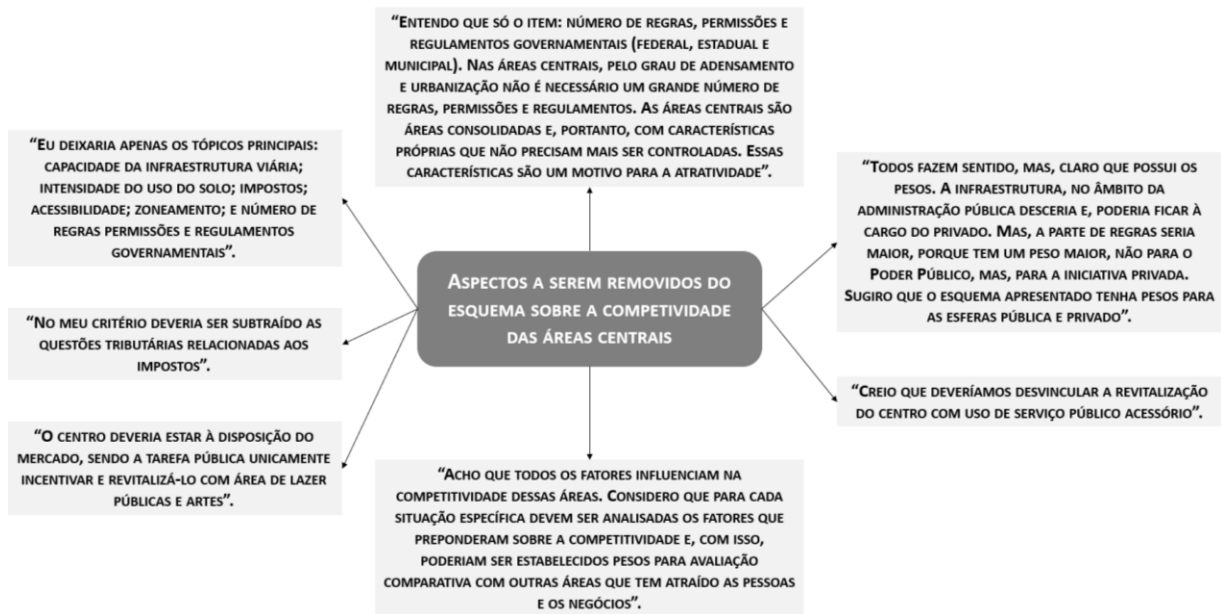 “Entendo que só o item: número de regras, permissões e
regulamentos governamentais (federal, estadual e
municipal). Nas áreas centrais, pelo grau de adensamento
e urbanização não é necessário um grande número de
regras, permissões e regulamentos. As áreas centrais são
áreas consolidadas e, portanto, com características
próprias que não precisam mais ser controladas. Essas
características são um motivo para a atratividade”.
“Eu deixaria apenas os tópicos principais:
capacidade da infraestrutura viária;
intensidade do uso do solo; impostos;
acessibilidade; zoneamento; e número de
regras permissões e regulamentos
governamentais”.
“Todos fazem sentido, mas, claro que possui os
pesos. A infraestrutura, no âmbito da
administração pública desceria e, poderia ficar à
cargo do privado. Mas, a parte de regras seria
maior, porque tem um peso maior, não para o
Poder Público, mas, para a iniciativa privada.
Sugiro que o esquema apresentado tenha pesos para
as esferas pública e privado”.
Aspectos a serem removidos do
esquema sobre a competividade
das áreas centrais
“No meu critério deveria ser subtraído as
questões tributárias relacionadas aos
impostos”.
“Creio que deveríamos desvincular a revitalização
do centro com uso de serviço público acessório”.
“O centro deveria estar à disposição do
mercado, sendo a tarefa pública unicamente
incentivar e revitalizá-lo com área de lazer
públicas e artes”.
“Acho que todos os fatores influenciam na
competitividade dessas áreas. Considero que para cada
situação específica devem ser analisadas os fatores que
preponderam sobre a competitividade e, com isso,
poderiam ser estabelecidos pesos para avaliação
comparativa com outras áreas que tem atraído as pessoas
e os negócios”.